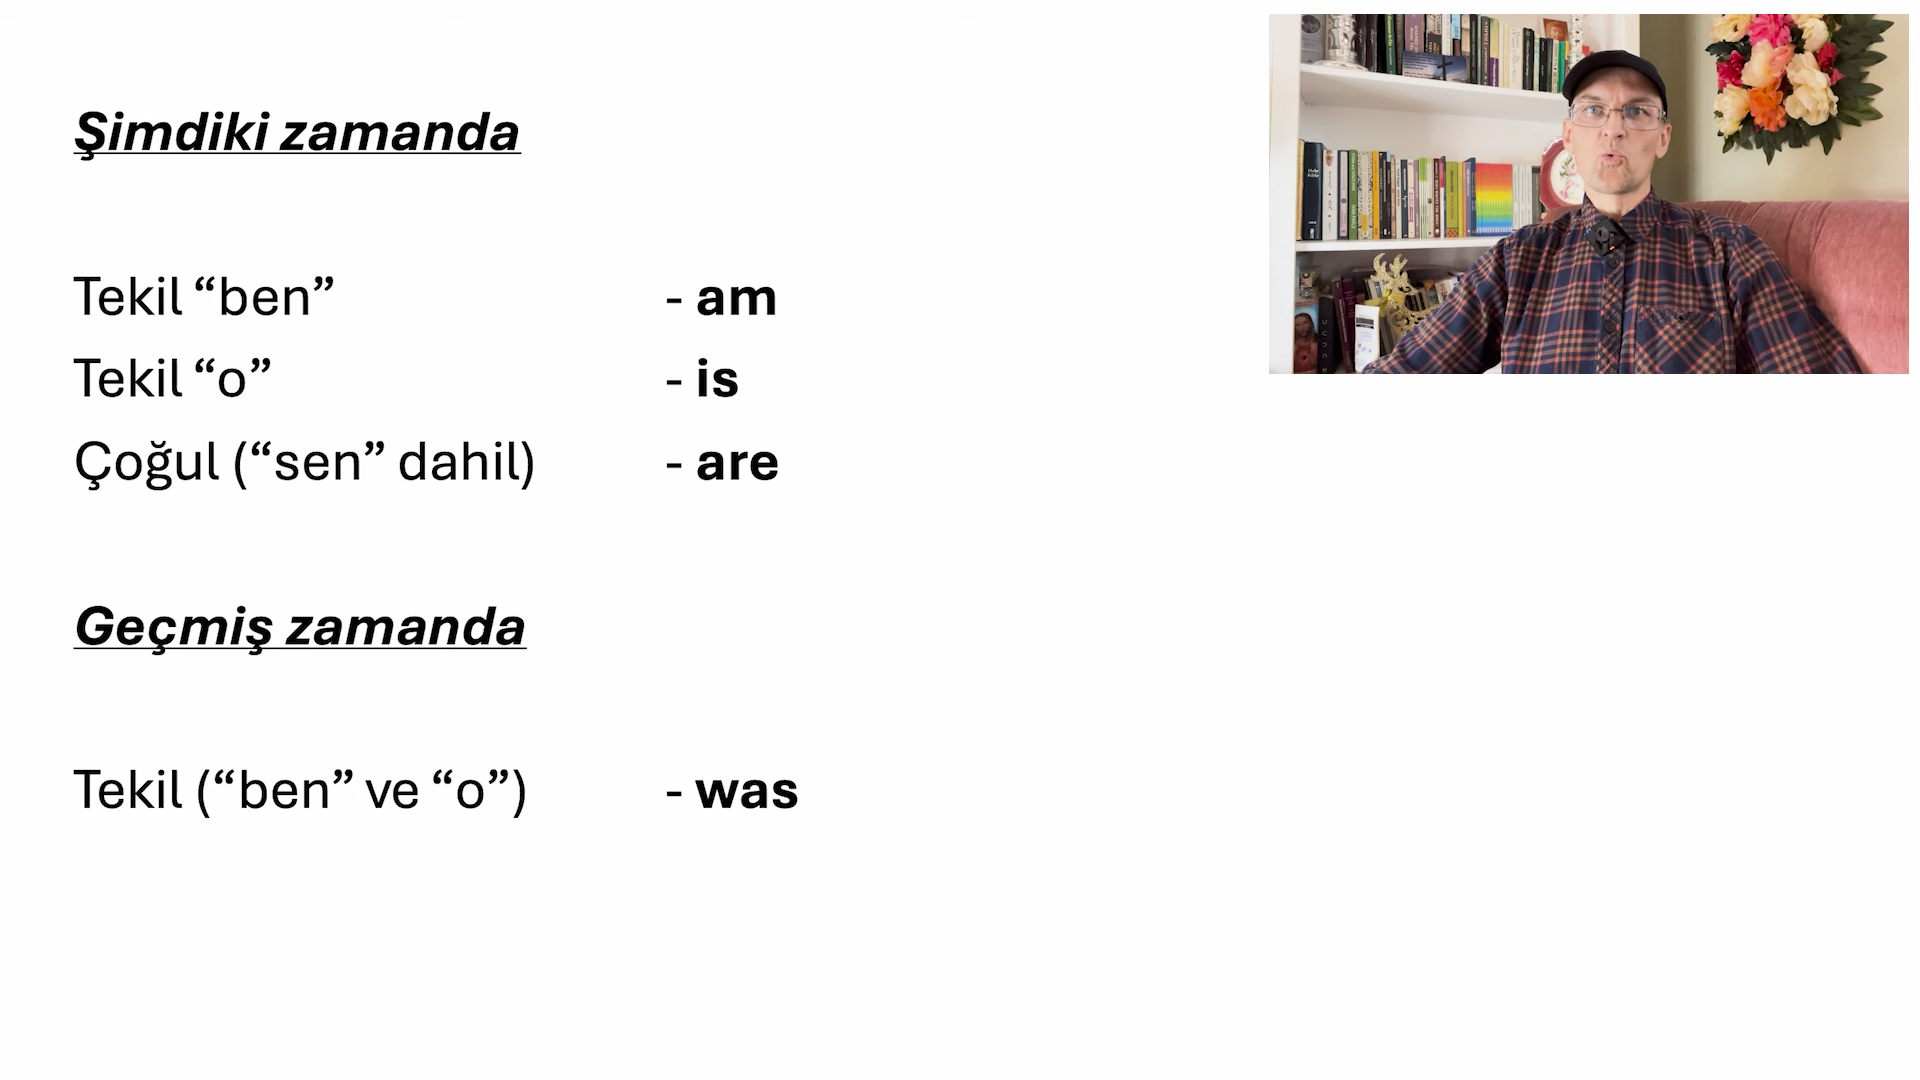 Şimdiki zamanda
Tekil “ben” - am
Tekil “o” - is
Çoğul (“sen” dahil) - are
Geçmiş zamanda
Tekil (“ben” ve “o”) - was